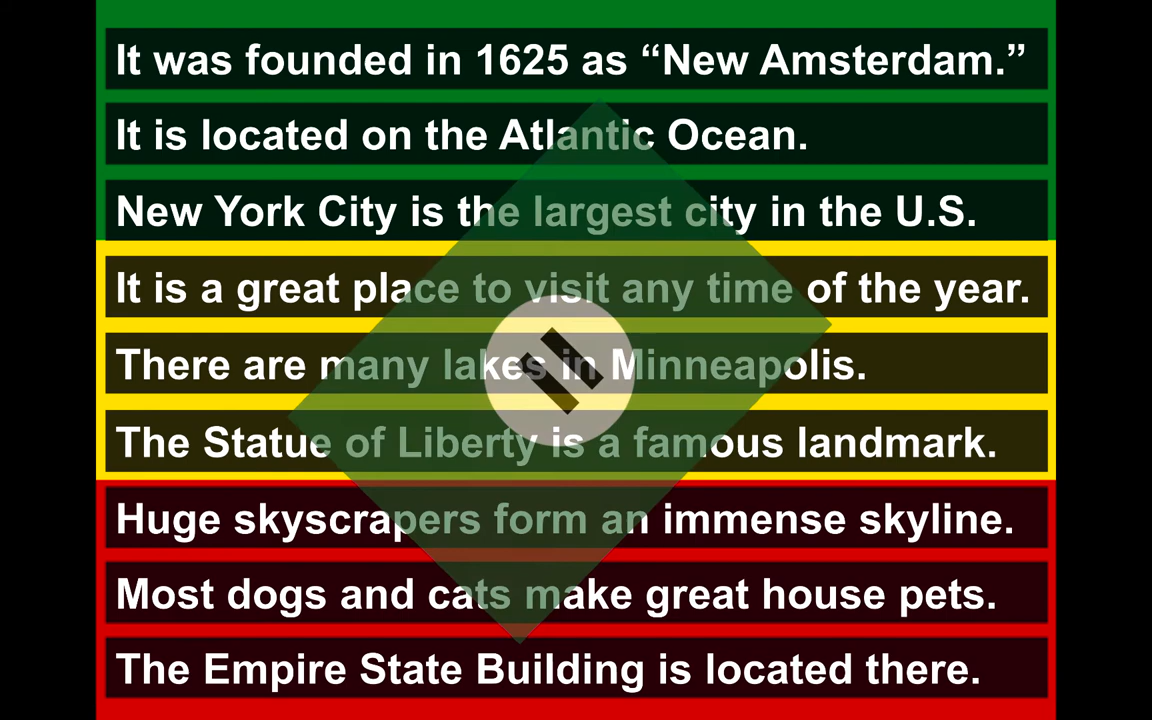 It was founded in 1625 as “New Amsterdam.”
It is located on the Atlantic Ocean.
New York City is the largest city in the U.S.
It is a great place to visit any time of the year.
There are many lakes in Minneapolis.
The Statue of Liberty is a famous landmark.
Huge skyscrapers form an immense skyline.
Most dogs and cats make great house pets.
The Empire State Building is located there.